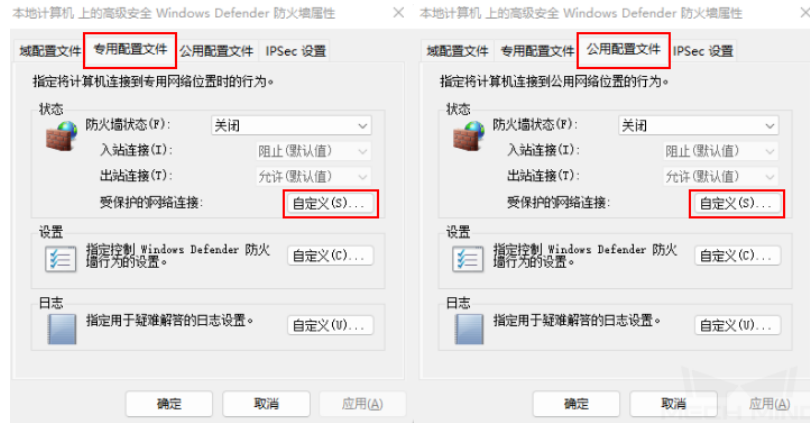 本地计算机 上的高级安全 Windows Defender 防火墙属性
域配置文件 专用配置文件 公用配置文件 IPSec 设置
指定将计算机连接到专用网络位置时的行为。
状态
防火墙状态(F): 关闭
入站连接(I): 阻止(默认值)
出站连接(T): 允许(默认值)
受保护的网络连接: 自定义(S)...
设置
指定控制 Windows Defender 防火
墙行为的设置。
自定义(C)...
日志
指定用于疑难解答的日志设置。
自定义(U)...
确定 取消 应用(A)
本地计算机 上的高级安全 Windows Defender 防火墙属性
域配置文件 专用配置文件 公用配置文件 IPSec 设置
指定将计算机连接到公用网络位置的行为。
状态
防火墙状态(F): 关闭
入站连接(I): 阻止(默认值)
出站连接(T): 允许(默认值)
受保护的网络连接: 自定义(S)...
设置
指定控制 Windows Defender 防火
墙行为的设置。
自定义(C)...
日志
指定用于疑难解答的日志设置。
自定义(U)...
确定 取消 应用(A)
MECH MIND